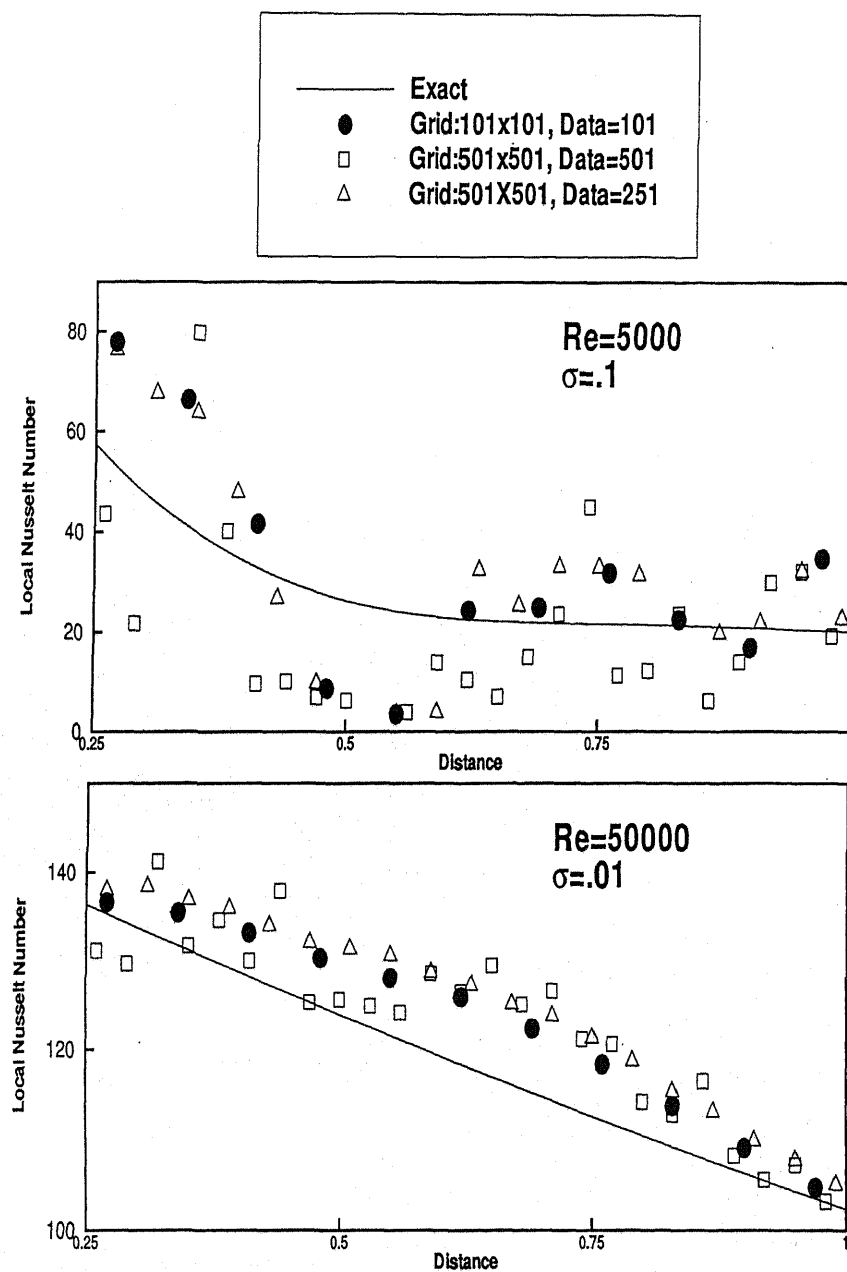 Exact
Grid:101x101, Data=101
Grid:501x501, Data=501
Grid:501X501, Data=251
Re=5000
σ=.1
80
60
40
20
0
Local Nusselt Number
0.25
0.5
0.75
Distance
Re=50000
σ=.01
140
120
100
Local Nusselt Number
0.25
0.5
0.75
1
Distance